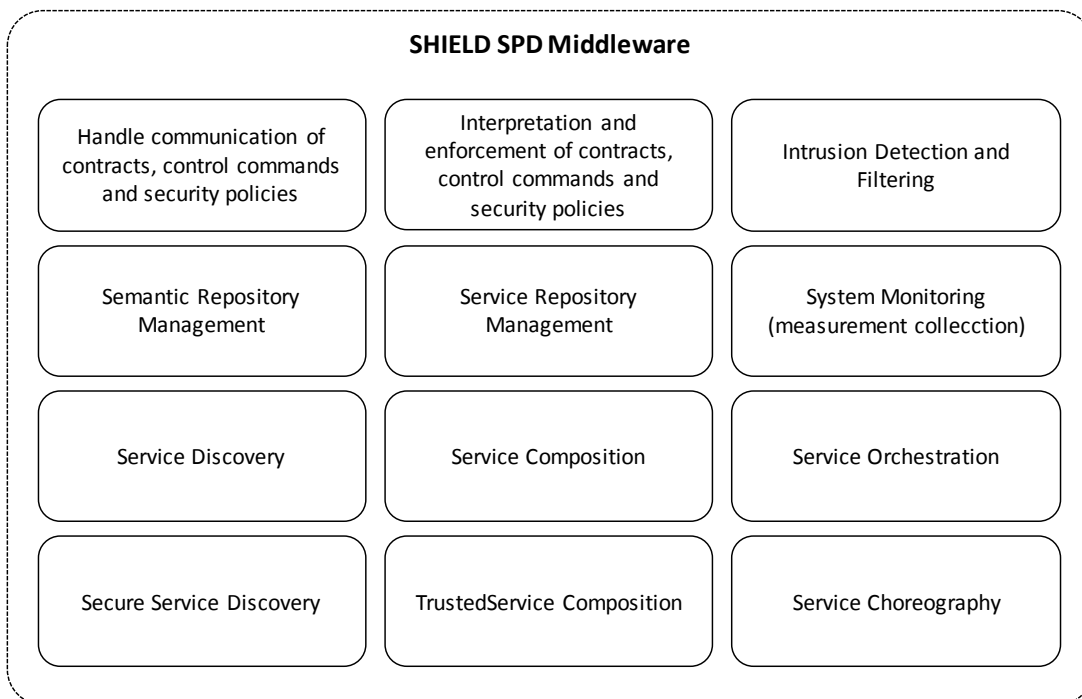 SHIELD SPD Middleware
Handle communication of
contracts, control commands
and security policies
Interpretation and
enforcement of contracts,
control commands and
security policies
Intrusion Detection and
Filtering
Semantic Repository
Management
Service Repository
Management
System Monitoring
(measurement collecction)
Service Discovery
Service Composition
Service Orchestration
Secure Service Discovery
TrustedService Composition
Service Choreography